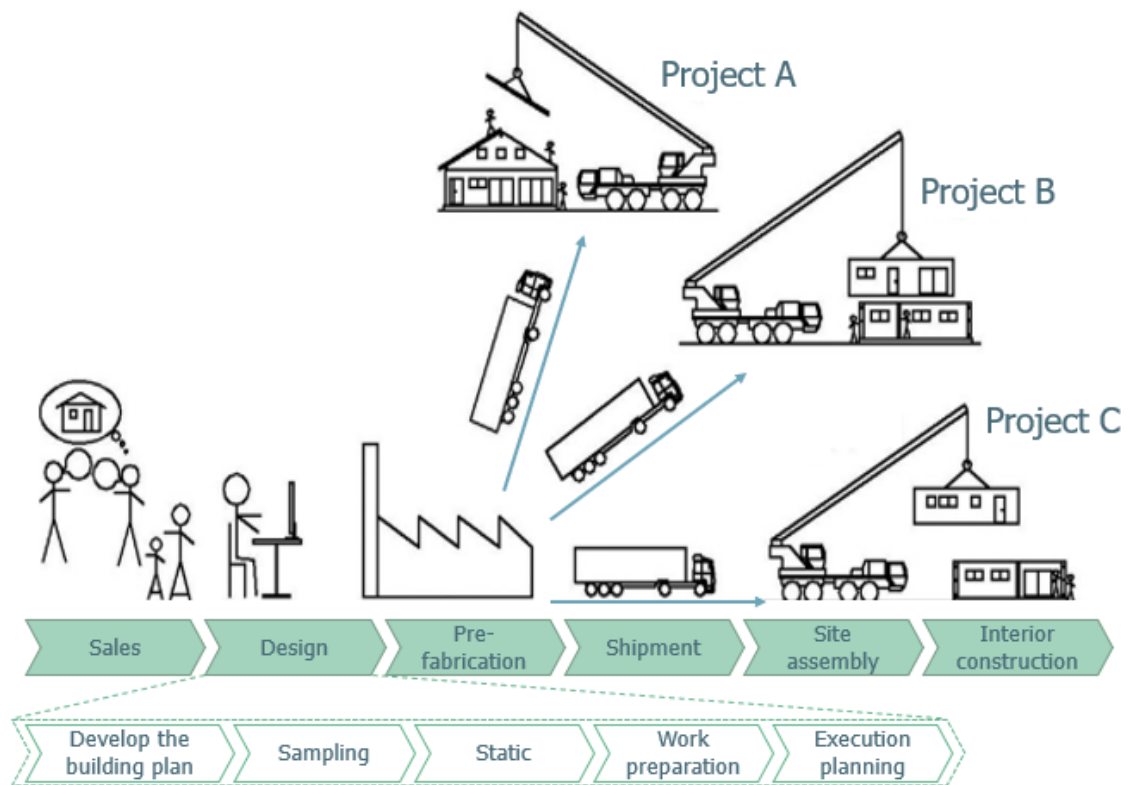 Project A
Project B
Project C
Sales
Design
Pre-
fabrication
Shipment
Site
assembly
Interior
construction
Develop the
building plan
Sampling
Static
Work
preparation
Execution
planning